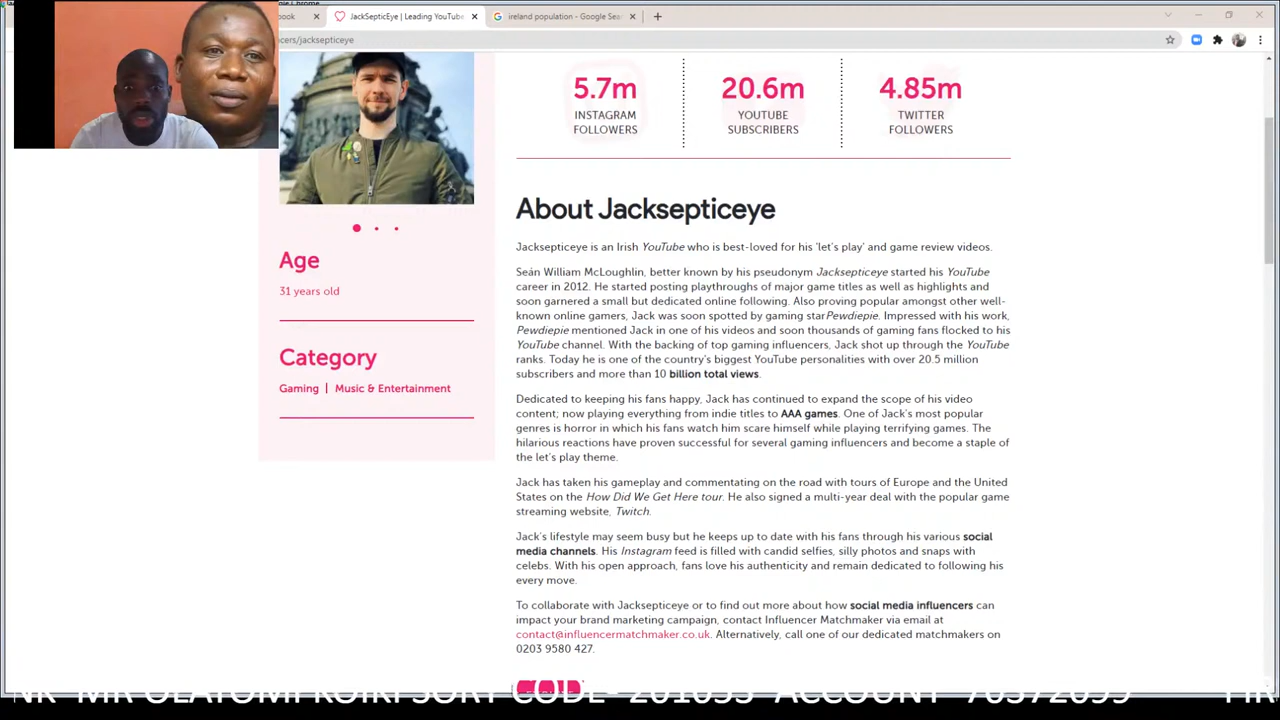 ook
JackSepticEye | Leading YouTube
ireland population - Google Sea
cers/jacksepticeye
5.7m
INSTAGRAM
FOLLOWERS
20.6m
YOUTUBE
SUBSCRIBERS
4.85m
TWITTER
FOLLOWERS
Age
31 years old
Category
Gaming | Music & Entertainment
About Jacksepticeye
Jacksepticeye is an Irish YouTube who is best-loved for his 'let's play' and game review videos.
Seán William McLoughlin, better known by his pseudonym Jacksepticeye started his YouTube
career in 2012. He started posting playthroughs of major game titles as well as highlights and
soon garnered a small but dedicated online following. Also proving popular amongst other well-
known online gamers, Jack was soon spotted by gaming starPewdiepie. Impressed with his work,
Pewdiepie mentioned Jack in one of his videos and soon thousands of gaming fans flocked to his
YouTube channel. With the backing of top gaming influencers, Jack shot up through the YouTube
ranks. Today he is one of the country's biggest YouTube personalities with over 20.5 million
subscribers and more than 10 billion total views.
Dedicated to keeping his fans happy, Jack has continued to expand the scope of his video
content; now playing everything from indie titles to AAA games. One of Jack's most popular
genres is horror in which his fans watch him scare himself while playing terrifying games. The
hilarious reactions have proven successful for several gaming influencers and become a staple of
the let's play theme.
Jack has taken his gameplay and commentating on the road with tours of Europe and the United
States on the How Did We Get Here tour. He also signed a multi-year deal with the popular game
streaming website, Twitch.
Jack's lifestyle may seem busy but he keeps up to date with his fans through his various social
media channels. His Instagram feed is filled with candid selfies, silly photos and snaps with
celebs. With his open approach, fans love his authenticity and remain dedicated to following his
every move.
To collaborate with Jacksepticeye or to find out more about how social media influencers can
impact your brand marketing campaign, contact Influencer Matchmaker via email at
contact@influencermatchmaker.co.uk. Alternatively, call one of our dedicated matchmakers on
0203 9580 427.
NK MR OLAYOMI KOIKI SORT CODE